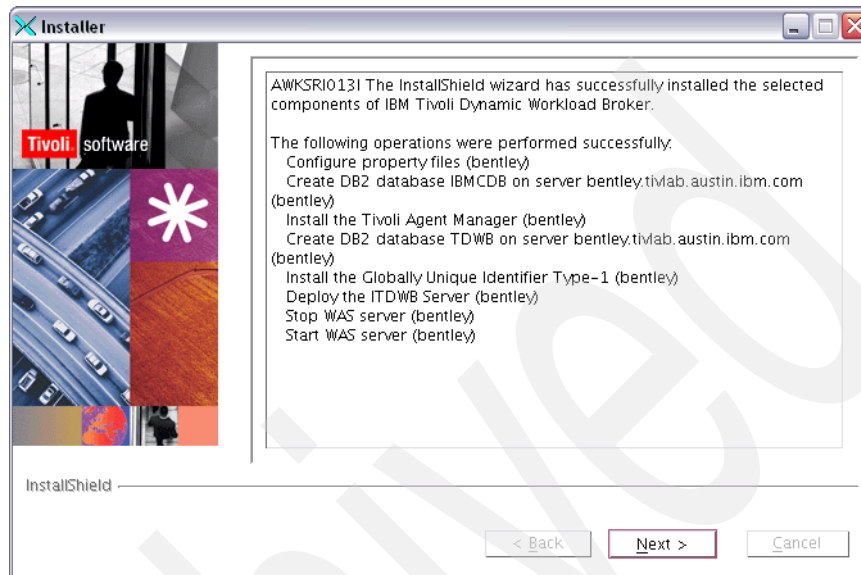 Installer
Tivoli. software
AWKSRI013I The InstallShield wizard has successfully installed the selected
components of IBM Tivoli Dynamic Workload Broker.
The following operations were performed successfully:
Configure property files (bentley)
Create DB2 database IBMCDB on server bentley.tivlab.austin.ibm.com
(bentley)
Install the Tivoli Agent Manager (bentley)
Create DB2 database TDWB on server bentley.tivlab.austin.ibm.com
(bentley)
Install the Globally Unique Identifier Type-1 (bentley)
Deploy the ITDWB Server (bentley)
Stop WAS server (bentley)
Start WAS server (bentley)
InstallShield
< Back Next > Cancel